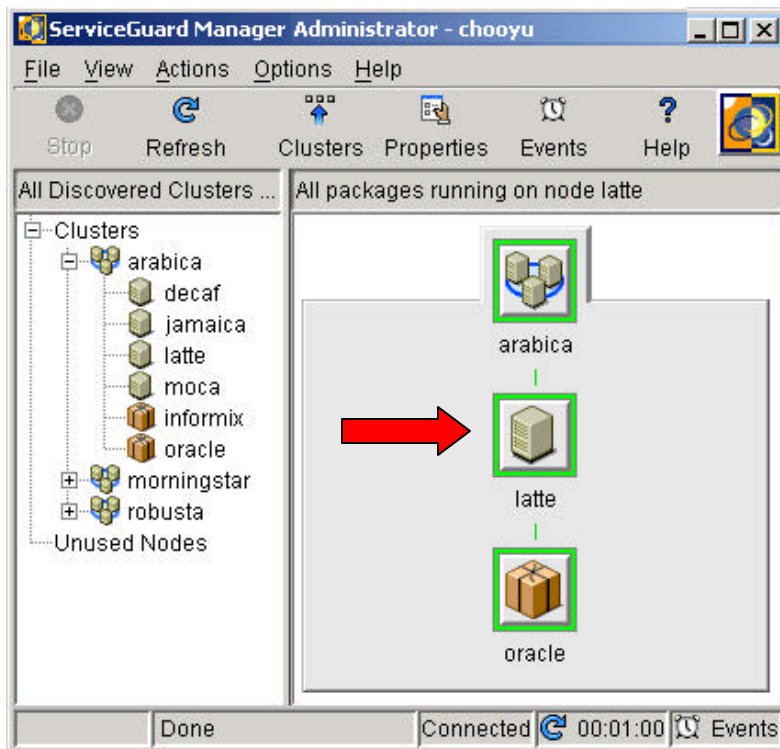 ServiceGuard Manager Administrator - chooyu
File View Actions Options Help
Stop Refresh Clusters Properties Events Help
All Discovered Clusters ...
All packages running on node latte
Clusters
arabica
decaf
jamaica
latte
moca
informix
oracle
morningstar
robusta
Unused Nodes
arabica
latte
oracle
Done
Connected
00:01:00
Events